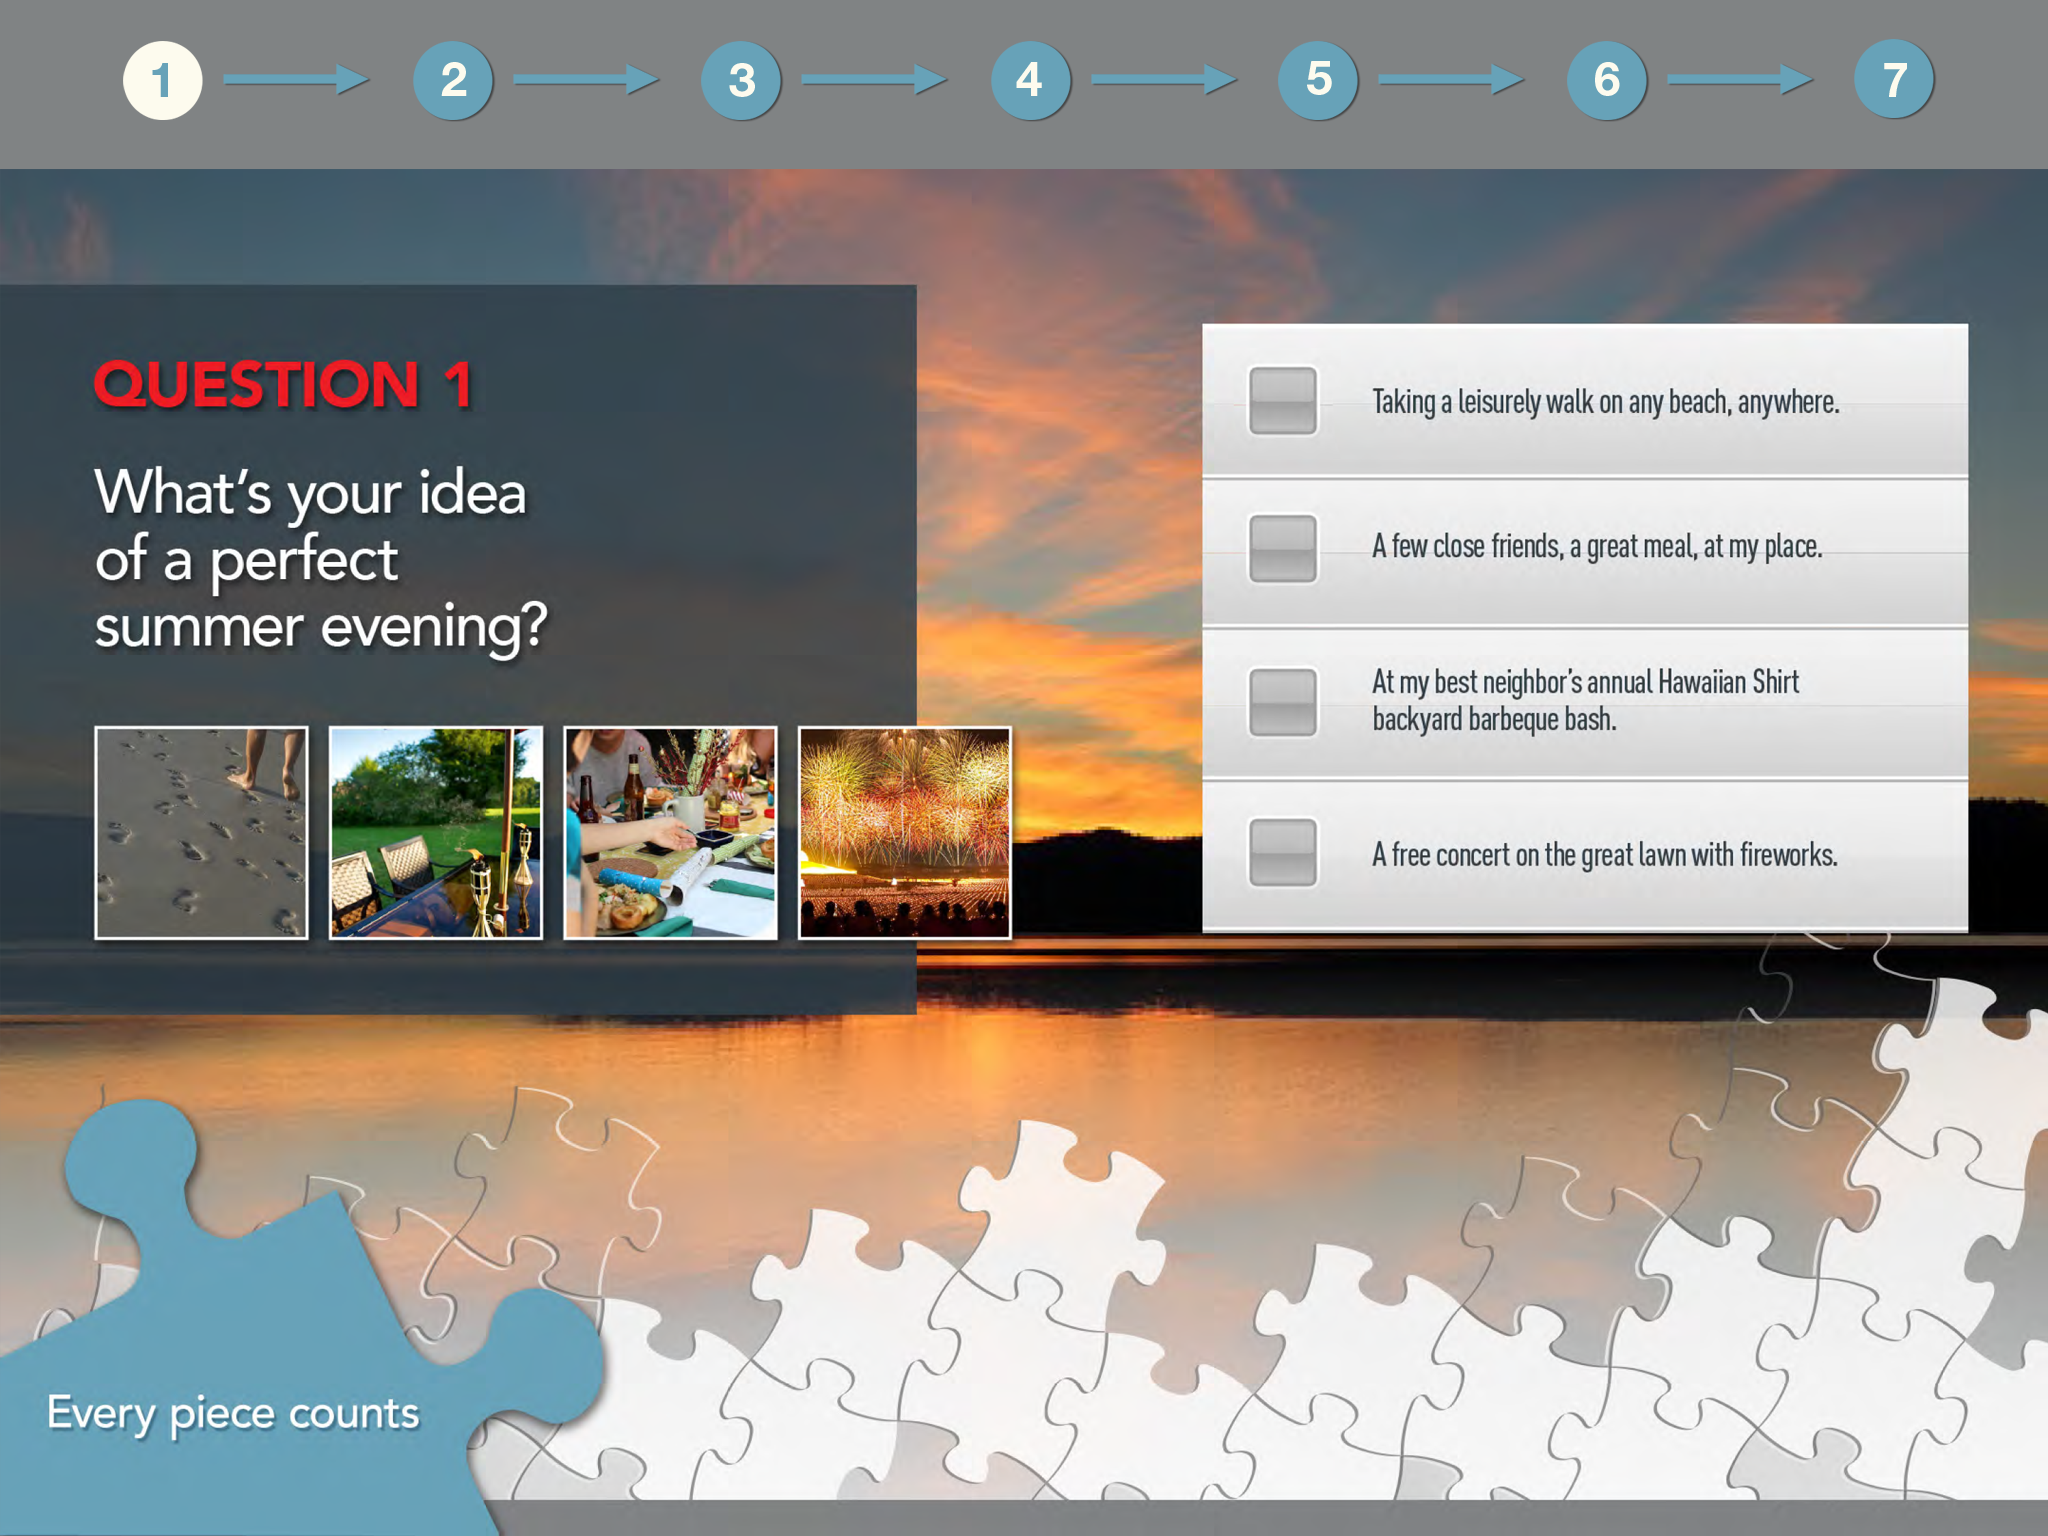 1 2 3 4 5 6 7
QUESTION 1
What's your idea
of a perfect
summer evening?
Taking a leisurely walk on any beach, anywhere.
A few close friends, a great meal, at my place.
At my best neighbor's annual Hawaiian Shirt
backyard barbeque bash.
A free concert on the great lawn with fireworks.
Every piece counts